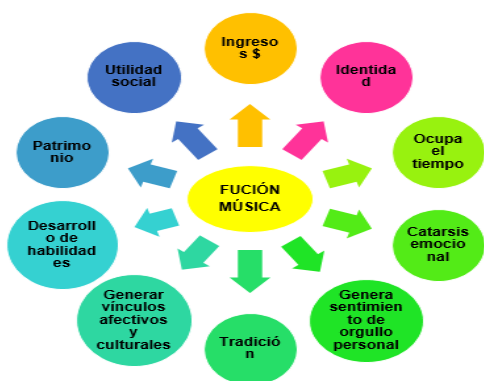 Ingreso
s $
Identida
d
Ocupa
el
tiempo
Catarsis
emocio
nal
Genera
sentimien
to de
orgullo
personal
Tradició
n
Generar
vínculos
afectivos
y
culturales
Desarroll
o de
habilidad
es
Patrimo
nio
Utilidad
social
FUCIÓN
MÚSICA